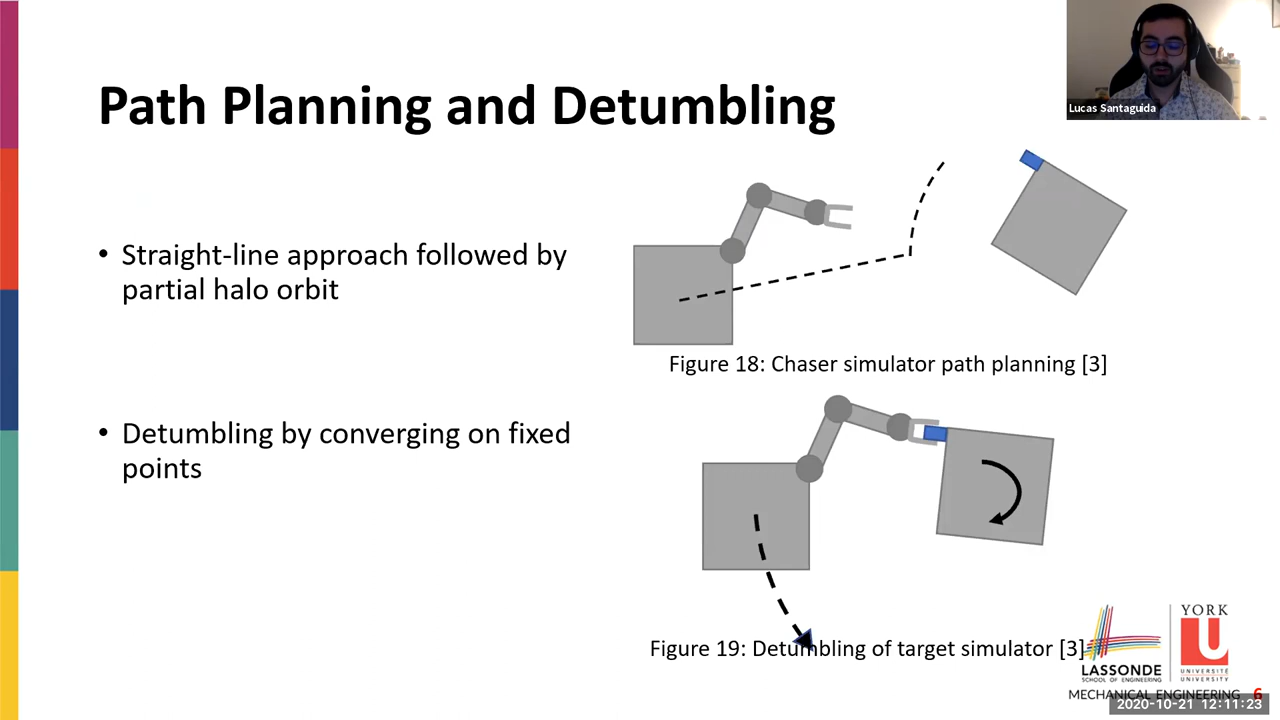 Lucas Santaguida
Path Planning and Detumbling
• Straight-line approach followed by
partial halo orbit
Figure 18: Chaser simulator path planning [3]
• Detumbling by converging on fixed
points
Figure 19: Detumbling of target simulator [3]
LASSONDE
SCHOOL OF ENGINEERING
YORK
U
UNIVERSITÉ
UNIVERSITY
MECHANICAL ENGINEERING 6
2020-10-21 12:11:23